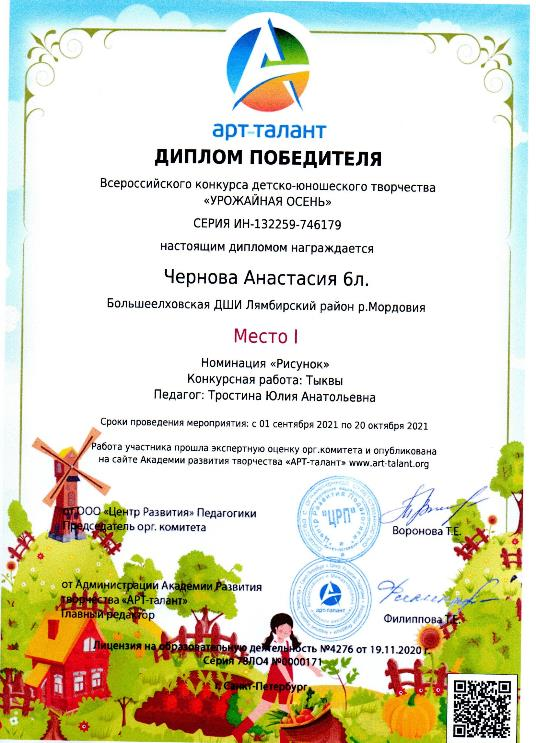 арт-талант
ДИПЛОМ ПОБЕДИТЕЛЯ
Всероссийского конкурса детско-юношеского творчества
«УРОЖАЙНАЯ ОСЕНЬ»
СЕРИЯ ИН-132259-746179
настоящим дипломом награждается
Чернова Анастасия 6л.
Большеелховская ДШИ Лямбирский район р.Мордовия
Место I
Номинация «Рисунок»
Конкурсная работа: Тыквы
Педагог: Тростина Юлия Анатольевна
Сроки проведения мероприятия: с 01 сентября 2021 по 20 октября 2021
Работа участника прошла экспертную оценку орг.комитета и опубликована
на сайте Академии развития творчества «АРТ-талант» www.art-talant.org
от ООО «Центр Развития» Педагогики
Председатель орг. комитета
"ЦРП"
Воронова Т.Е.
от Администрации Академии Развития
творчества «АРТ-талант»
Главный редактор
арт-талант
Филиппова Т.Е.
Лицензия на образовательную деятельность №4276 от 19.11.2020 г.
Серия 78ЛО4 №0000171
г. Санкт-Петербург